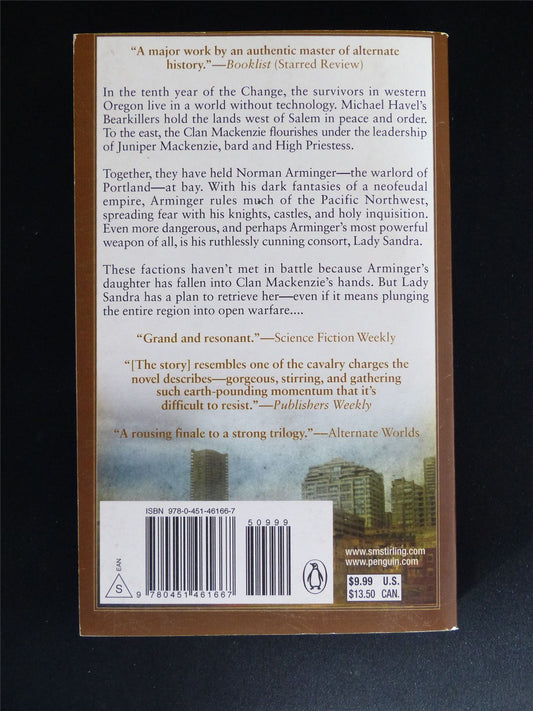 “A major work by an authentic master of alternate
history.”—Booklist (Starred Review)
In the tenth year of the Change, the survivors in western
Oregon live in a world without technology. Michael Havel’s
Bearkillers hold the lands west of Salem in peace and order.
To the east, the Clan Mackenzie flourishes under the leadership
of Juniper Mackenzie, bard and High Priestess.
Together, they have held Norman Arminger—the warlord of
Portland—at bay. With his dark fantasies of a neofeudal
empire, Arminger rules much of the Pacific Northwest,
spreading fear with his knights, castles, and holy inquisition.
Even more dangerous, and perhaps Arminger’s most powerful
weapon of all, is his ruthlessly cunning consort, Lady Sandra.
These factions haven’t met in battle because Arminger’s
daughter has fallen into Clan Mackenzie’s hands. But Lady
Sandra has a plan to retrieve her—even if it means plunging
the entire region into open warfare....
“Grand and resonant.”—Science Fiction Weekly
“[The story] resembles one of the cavalry charges the
novel describes—gorgeous, stirring, and gathering
such earth-pounding momentum that it’s
difficult to resist.”—Publishers Weekly
“A rousing finale to a strong trilogy.”—Alternate Worlds
ISBN 978-0-451-46166-7
50999
EAN
S
9 780451 461667
www.smstirling.com
www.penguin.com
$9.99 U.S.
$13.50 CAN.